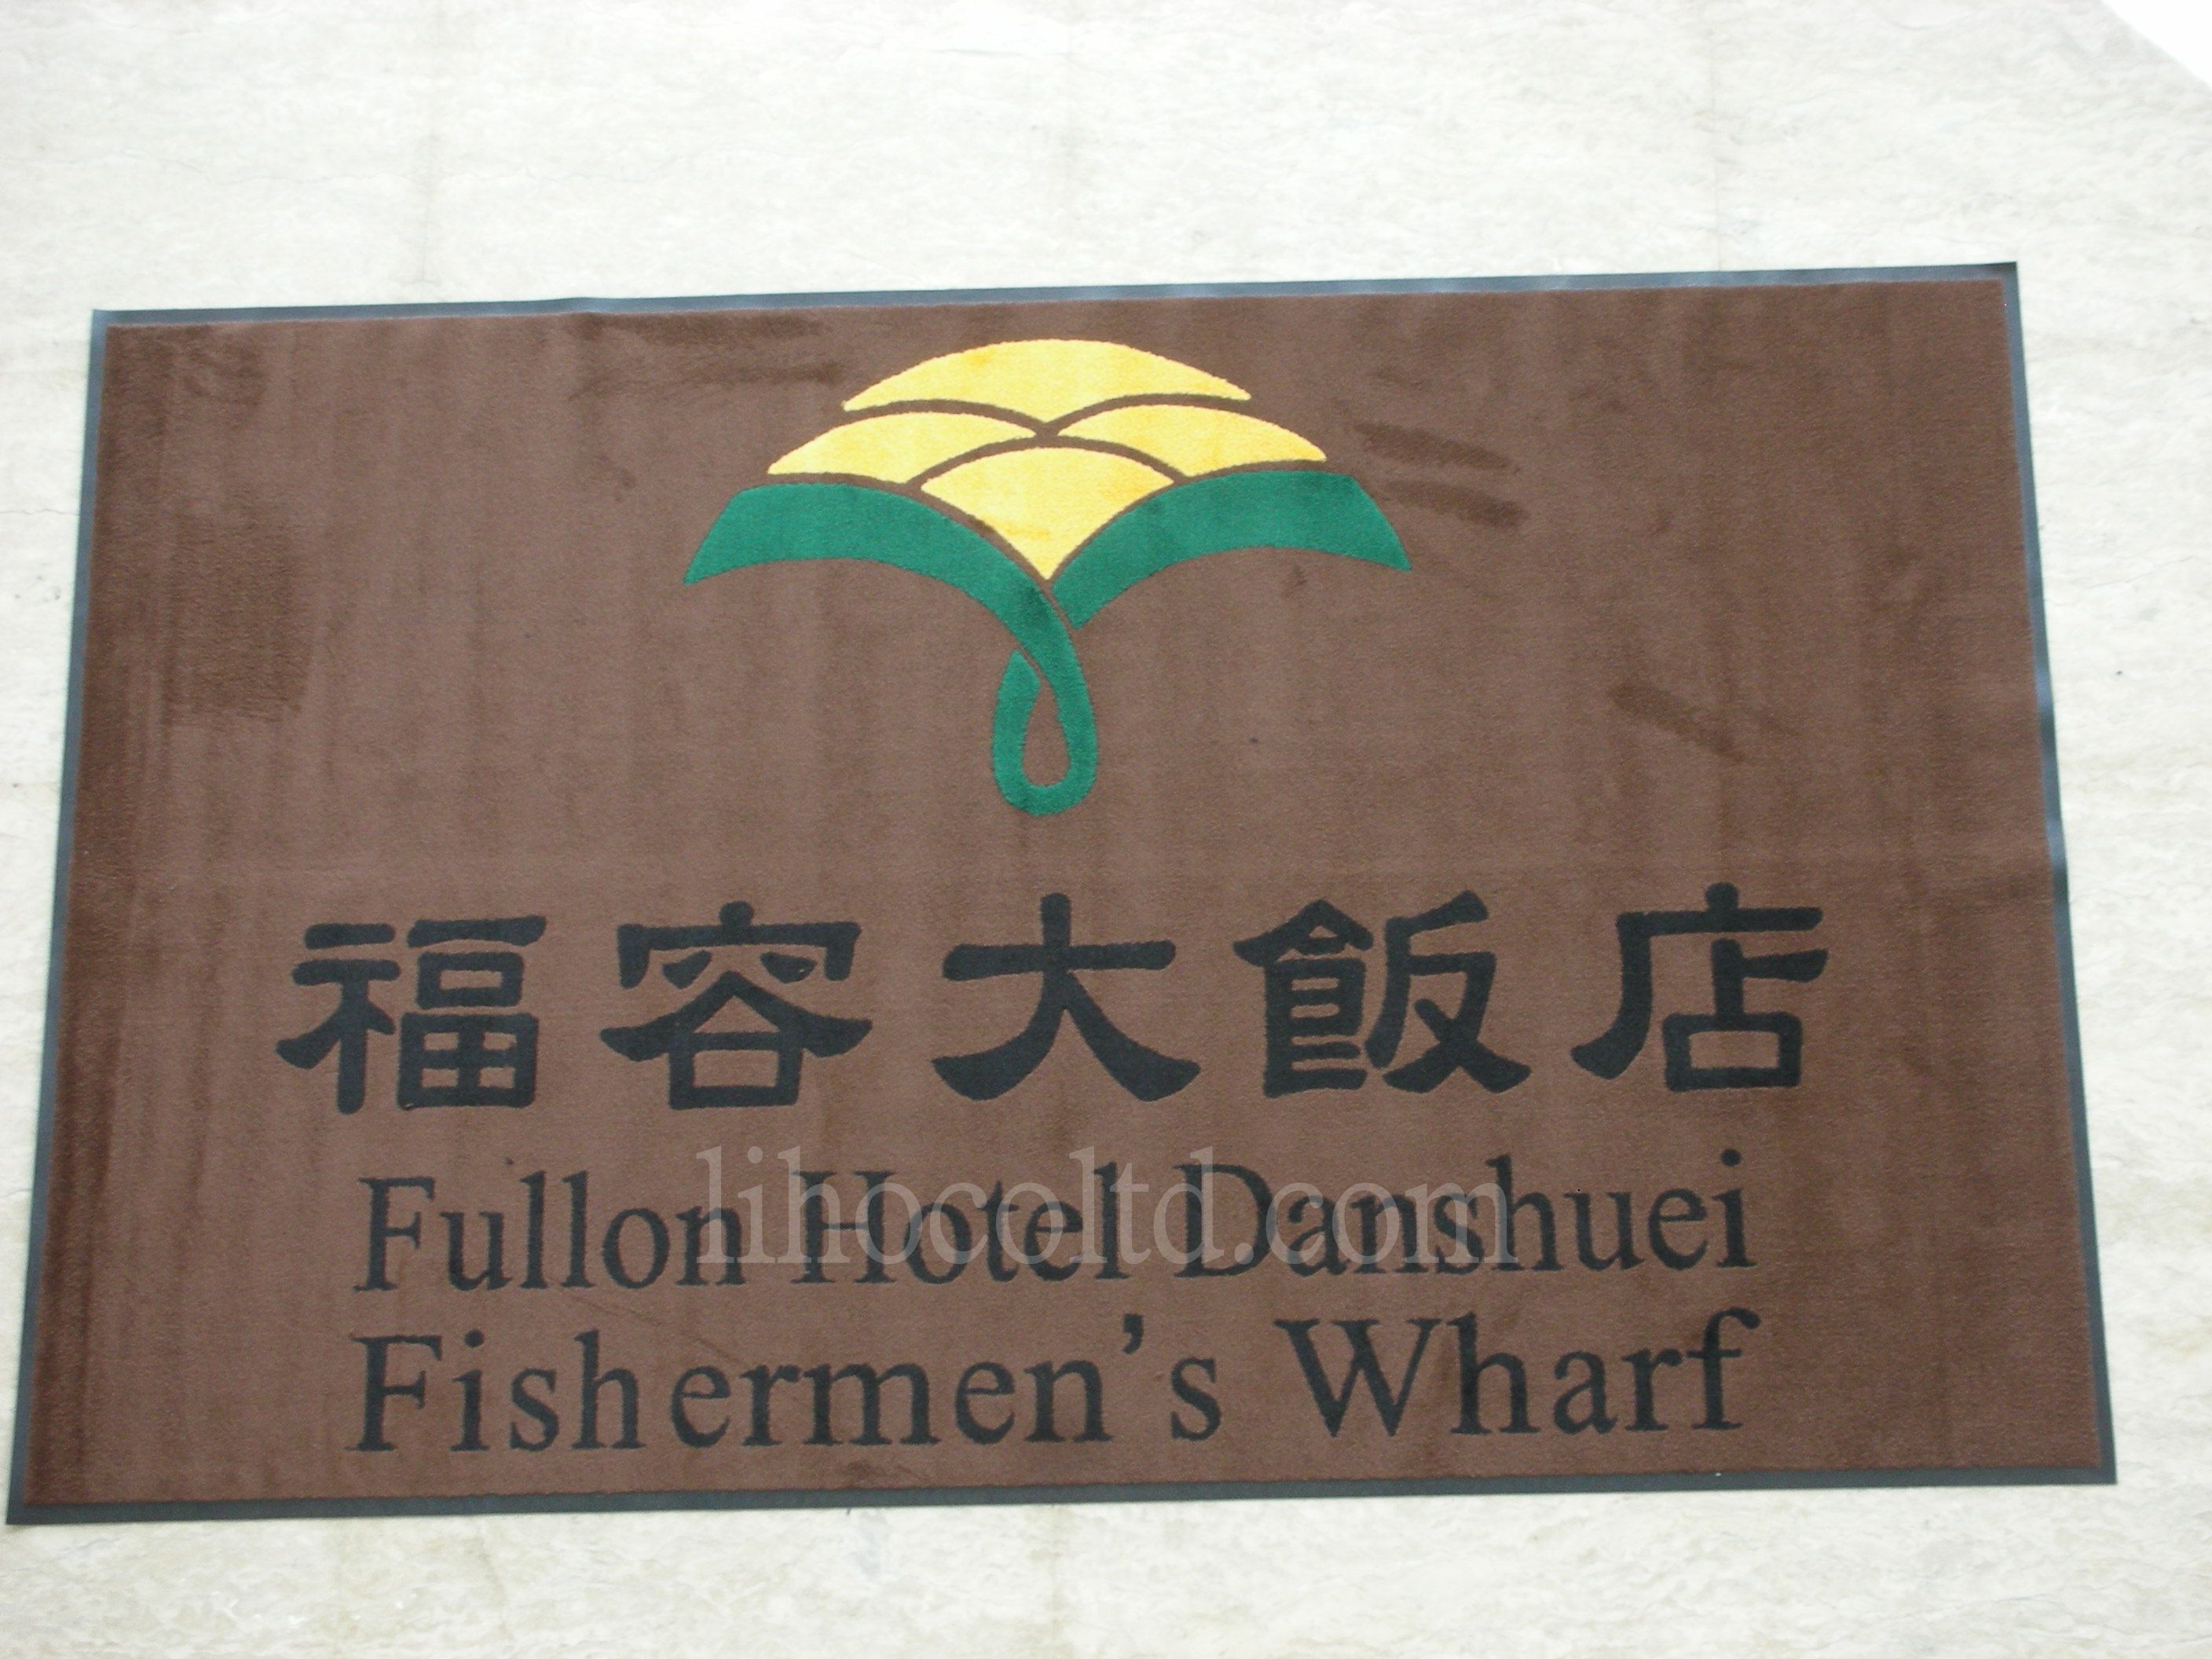 福容大飯店
lihocoltd.com
Fullon Hotel Danshuei
Fishermen's Wharf